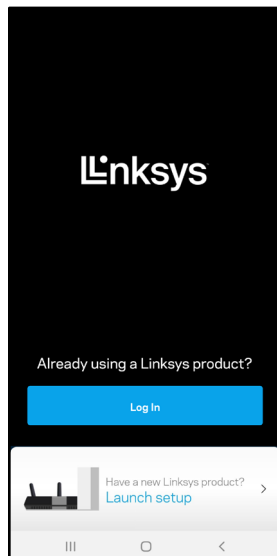 Linksys
Already using a Linksys product?
Log In
Have a new Linksys product?
Launch setup